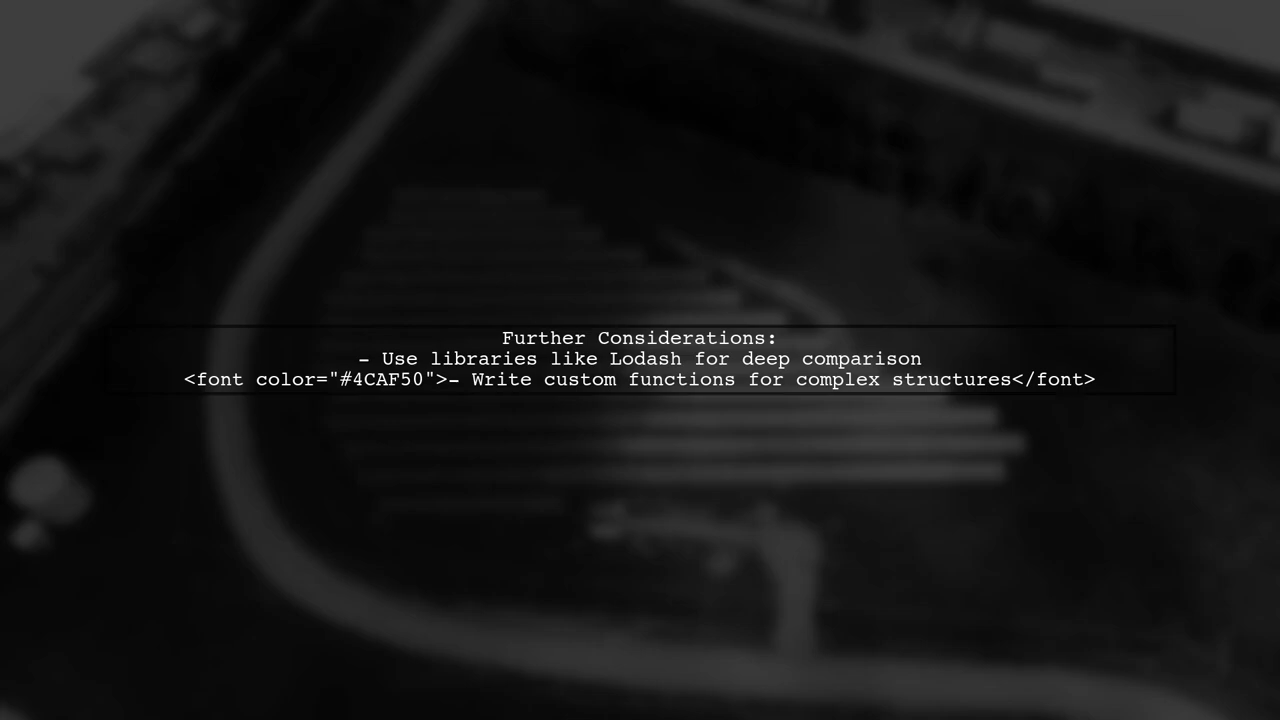 Further Considerations:
- Use libraries like Lodash for deep comparison
<font color="#4CAF50">- Write custom functions for complex structures</font>